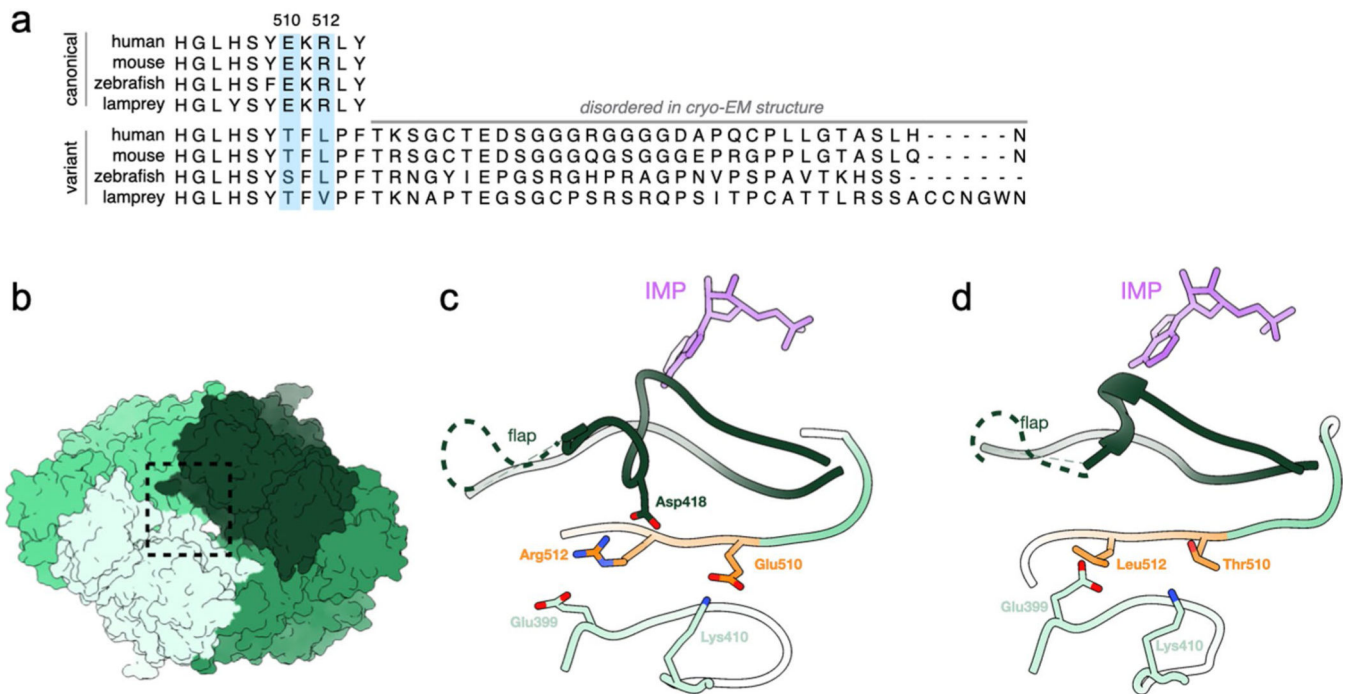 a
510 512
canonical
human H G L H S Y E K R L Y
mouse H G L H S Y E K R L Y
zebrafish H G L H S F E K R L Y
lamprey H G L Y S Y E K R L Y
disordered in cryo-EM structure
variant
human H G L H S Y T F L P F T K S G C T E D S G G G R G G G G D A P Q C P L L G T A S L H - - - - - N
mouse H G L H S Y T F L P F T R S G C T E D S G G G Q G S G G G E P R G P P L G T A S L Q - - - - - N
zebrafish H G L H S Y S F L P F T R N G Y I E P G S R G H P R A G P N V P S P A V T K H S S - - - - - - -
lamprey H G L H S Y T F V P F T K N A P T E G S G C P S R S R Q P S I T P C A T T L R S S A C C N G W N
b
c
IMP
flap
Asp418
Arg512
Glu510
Glu399
Lys410
d
IMP
flap
Leu512
Thr510
Glu399
Lys410